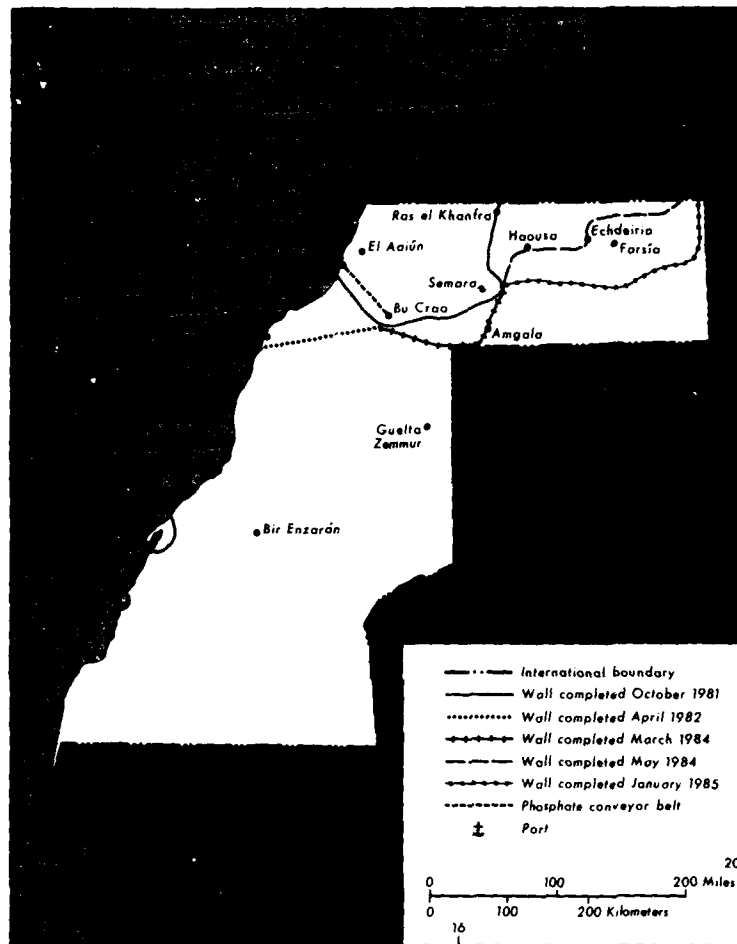 Ras el Khanfra
Haousa
Echdeiria
Farsía
El Aaiún
Semara
Bu Craa
Amgala
Guelta
Zemmur
Bir Enzarán
International boundary
Wall completed October 1981
Wall completed April 1982
Wall completed March 1984
Wall completed May 1984
Wall completed January 1985
Phosphate conveyor belt
Port
20
0 100 200 Miles
0 100 200 Kilometers
16